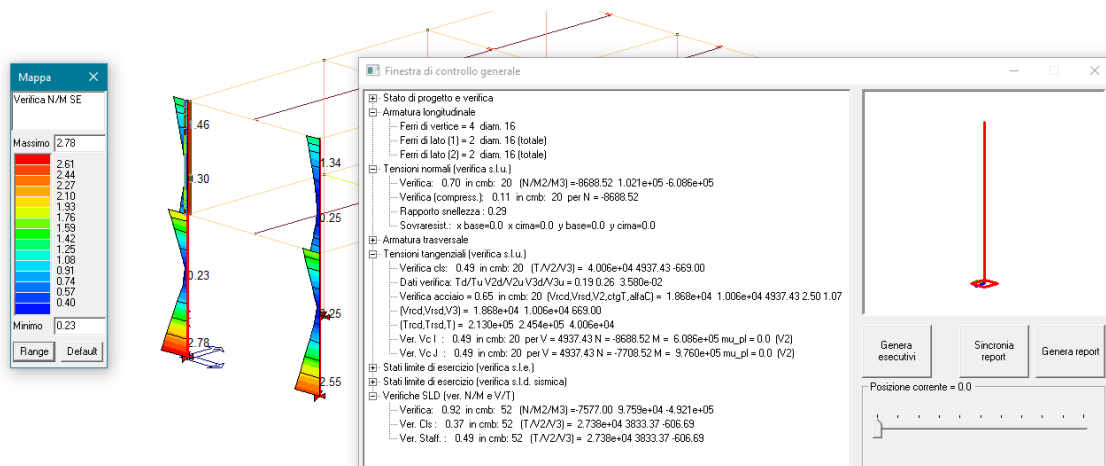 Mappa
Verifica N/M SE
Massimo 2.78
2.61
2.44
2.27
2.10
1.93
1.76
1.59
1.42
1.25
1.08
0.91
0.74
0.57
0.40
Minimo 0.23
Range Default
.46
.30
0.23
2.78
1.34
0.25
.25
2.55
Finestra di controllo generale
Stato di progetto e verifica
Armatura longitudinale
Ferri di vertice = 4 diam. 16
Ferri di lato (1) = 2 diam. 16 (totale)
Ferri di lato (2) = 2 diam. 16 (totale)
Tensioni normali (verifica s.l.u.)
Verifica: 0.70 in cmb: 20 (N/M2/M3) =-8688.52 1.021e+05 -6.086e+05
Verifica (compress.): 0.11 in cmb: 20 per N = -8688.52
Rapporto snellezza : 0.29
Sovraresist.: x base=0.0 x cima=0.0 y base=0.0 y cima=0.0
Armatura trasversale
Tensioni tangenziali (verifica s.l.u.)
Verifica cls: 0.49 in cmb: 20 (T/V2/V3) = 4.006e+04 4937.43 -669.00
Dati verifica: Td/Tu V2d/V2u V3d/V3u = 0.19 0.26 3.580e-02
Verifica acciaio = 0.65 in cmb: 20 (Vrcd,Vrsd,V2,ctgT,alfaC) = 1.868e+04 1.006e+04 4937.43 2.50 1.07
(Vrcd,Vrsd,V3) = 1.868e+04 1.006e+04 669.00
(Trcd,Trsd,T) = 2.130e+05 2.454e+05 4.006e+04
Ver. Vc I : 0.49 in cmb: 20 per V = 4937.43 N = -8688.52 M = 6.086e+05 mu_pl = 0.0 (V2)
Ver. Vc J : 0.49 in cmb: 20 per V = 4937.43 N = -7708.52 M = 9.760e+05 mu_pl = 0.0 (V2)
Stati limite di esercizio (verifica s.l.e.)
Stati limite di esercizio (verifica s.l.d. sismica)
Verifiche SLD (ver. N/M e V/T)
Verifica: 0.92 in cmb: 52 (N/M2/M3)=-7577.00 9.759e+04 -4.921e+05
Ver. Cls : 0.37 in cmb: 52 (T/V2/V3) = 2.738e+04 3833.37 -606.69
Ver. Staff. : 0.49 in cmb: 52 (T/V2/V3) = 2.738e+04 3833.37 -606.69
Genera esecutivi
Sincronia report
Genera report
Posizione corrente = 0.0